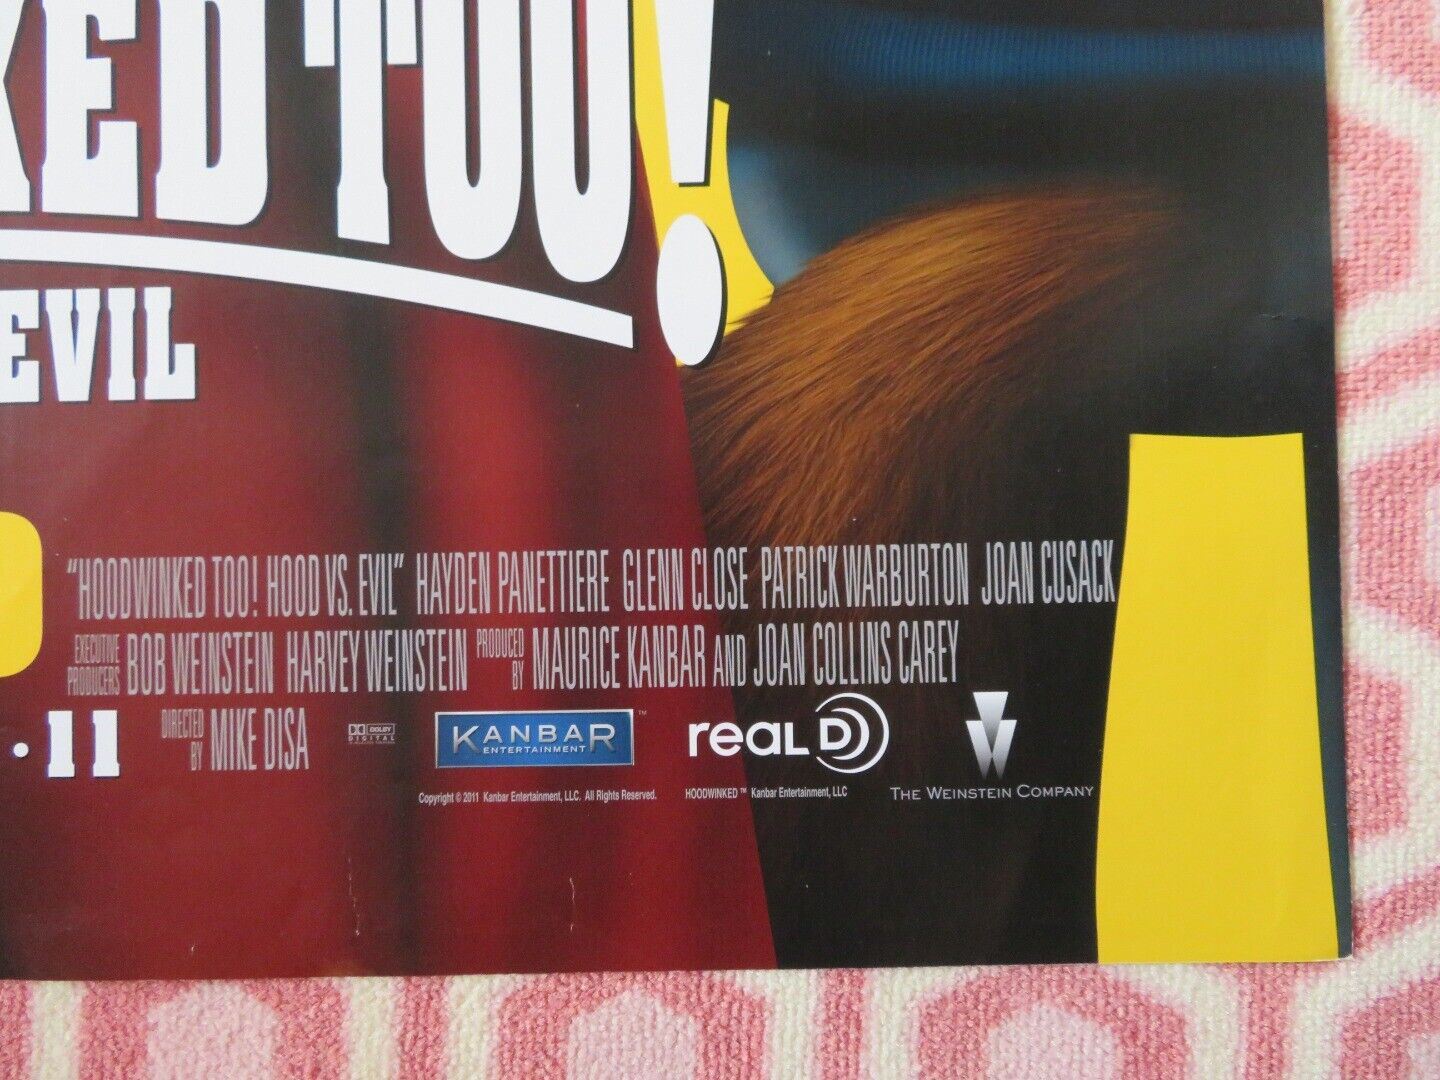 KED TOO!
EVIL
"HOODWINKED TOO! HOOD VS. EVIL" HAYDEN PANETTIERE GLENN CLOSE PATRICK WARBURTON JOAN CUSACK
EXECUTIVE PRODUCERS BOB WEINSTEIN HARVEY WEINSTEIN PRODUCED BY MAURICE KANBAR AND JOAN COLLINS CAREY
· 11 DIRECTED BY MIKE DISA
DOLBY DIGITAL
KANBAR™
ENTERTAINMENT
REAL D
THE WEINSTEIN COMPANY
Copyright © 2011 Kanbar Entertainment, LLC. All Rights Reserved. HOODWINKED™ Kanbar Entertainment, LLC